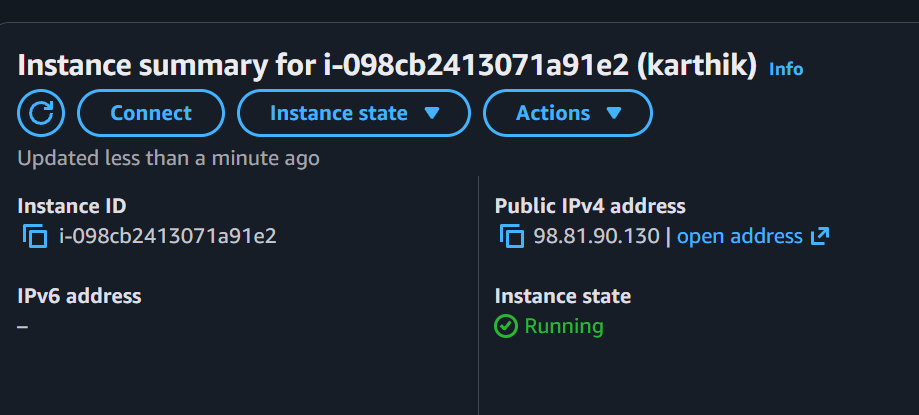 Instance summary for i-098cb2413071a91e2 (karthik) Info
Connect Instance state Actions
Updated less than a minute ago
Instance ID
i-098cb2413071a91e2
Public IPv4 address
98.81.90.130 | open address
IPv6 address
–
Instance state
Running